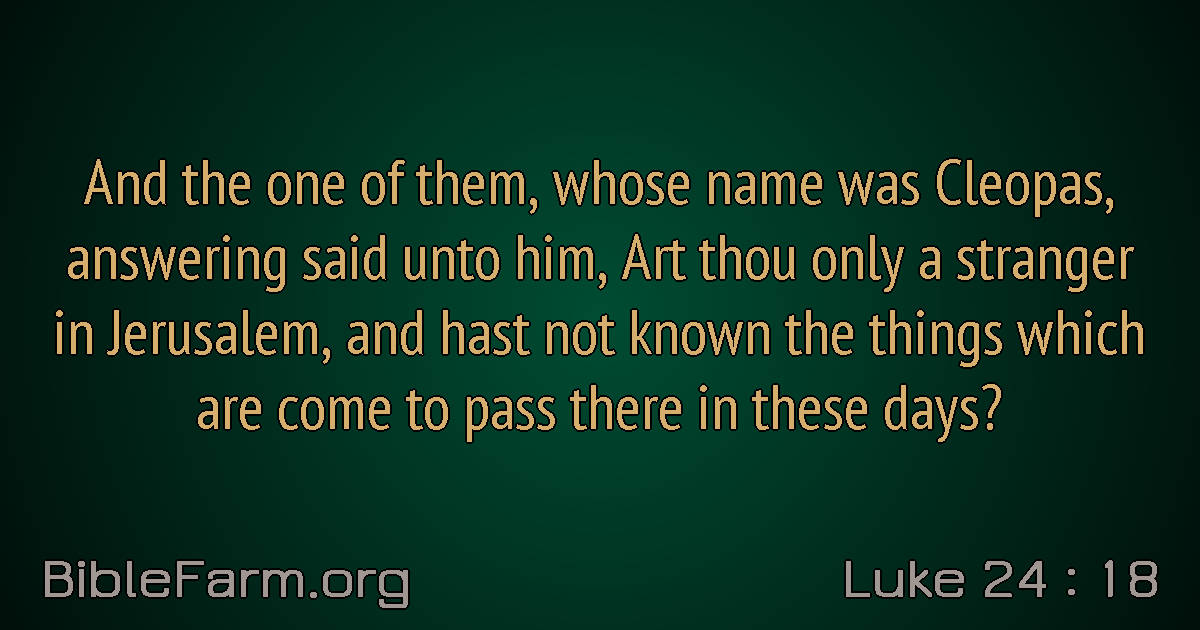 And the one of them, whose name was Cleopas,
answering said unto him, Art thou only a stranger
in Jerusalem, and hast not known the things which
are come to pass there in these days?
BibleFarm.org
Luke 24 : 18